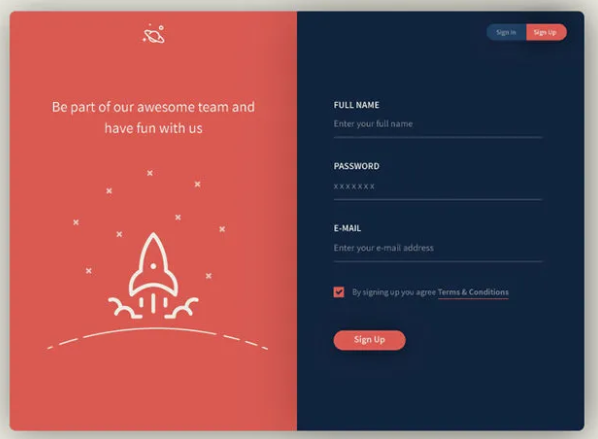 Be part of our awesome team and
have fun with us
Sign In
Sign Up
FULL NAME
Enter your full name
PASSWORD
xxxxxxx
E-MAIL
Enter your e-mail address
By signing up you agree Terms & Conditions
Sign Up